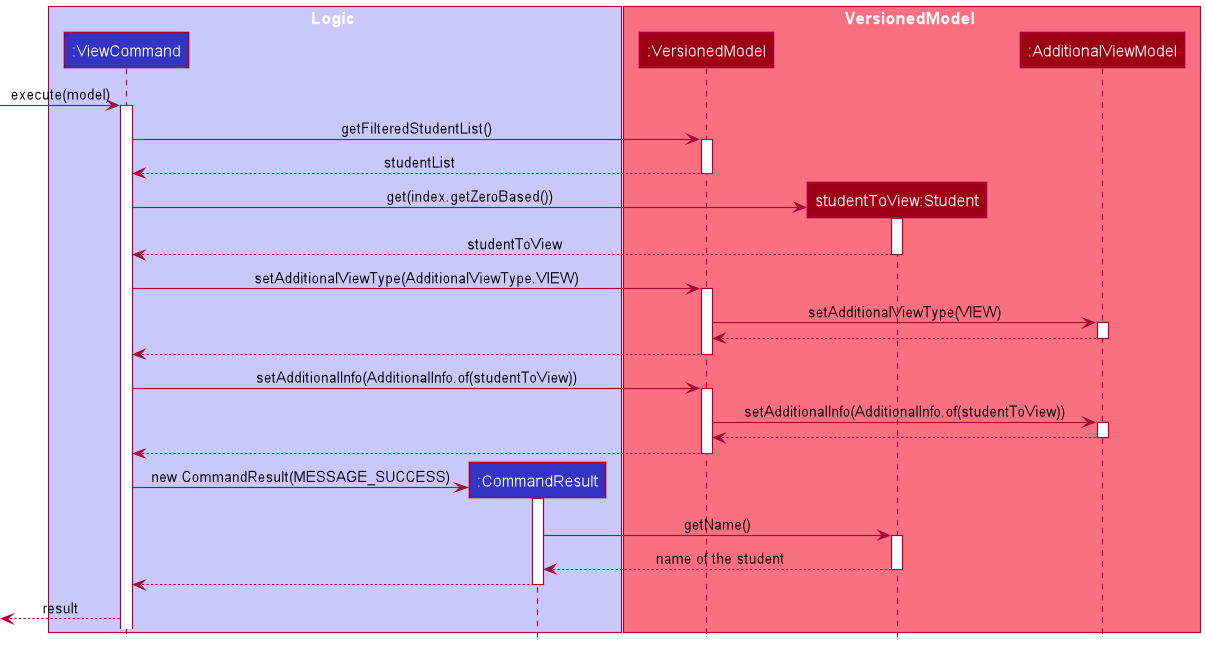 Logic
VersionedModel
:ViewCommand
:VersionedModel
:AdditionalViewModel
execute(model)
getFilteredStudentList()
studentList
get(index.getZeroBased())
studentToView:Student
studentToView
setAdditionalViewType(AdditionalViewType.VIEW)
setAdditionalViewType(VIEW)
setAdditionalInfo(AdditionalInfo.of(studentToView))
setAdditionalInfo(AdditionalInfo.of(studentToView))
new CommandResult(MESSAGE_SUCCESS)
:CommandResult
getName()
name of the student
result